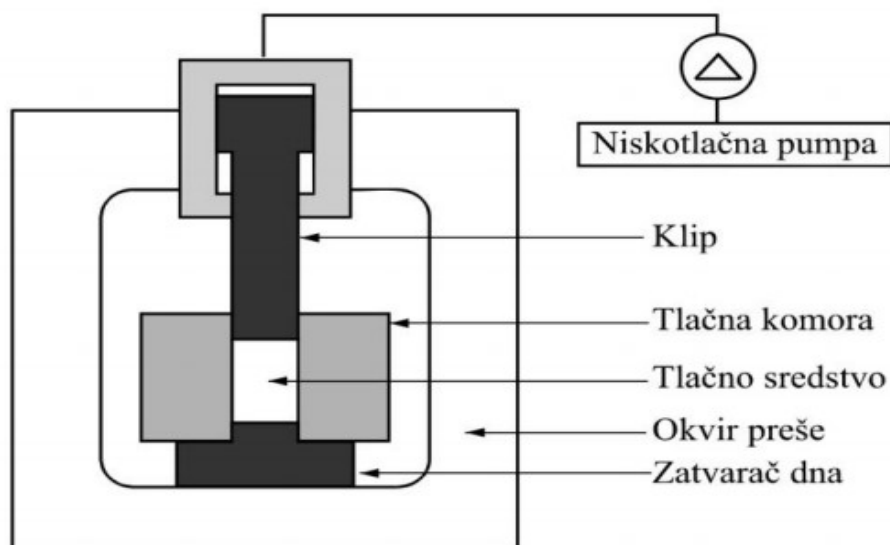 Niskotlačna pumpa
Klip
Tlačna komora
Tlačno sredstvo
Okvir preše
Zatvarač dna